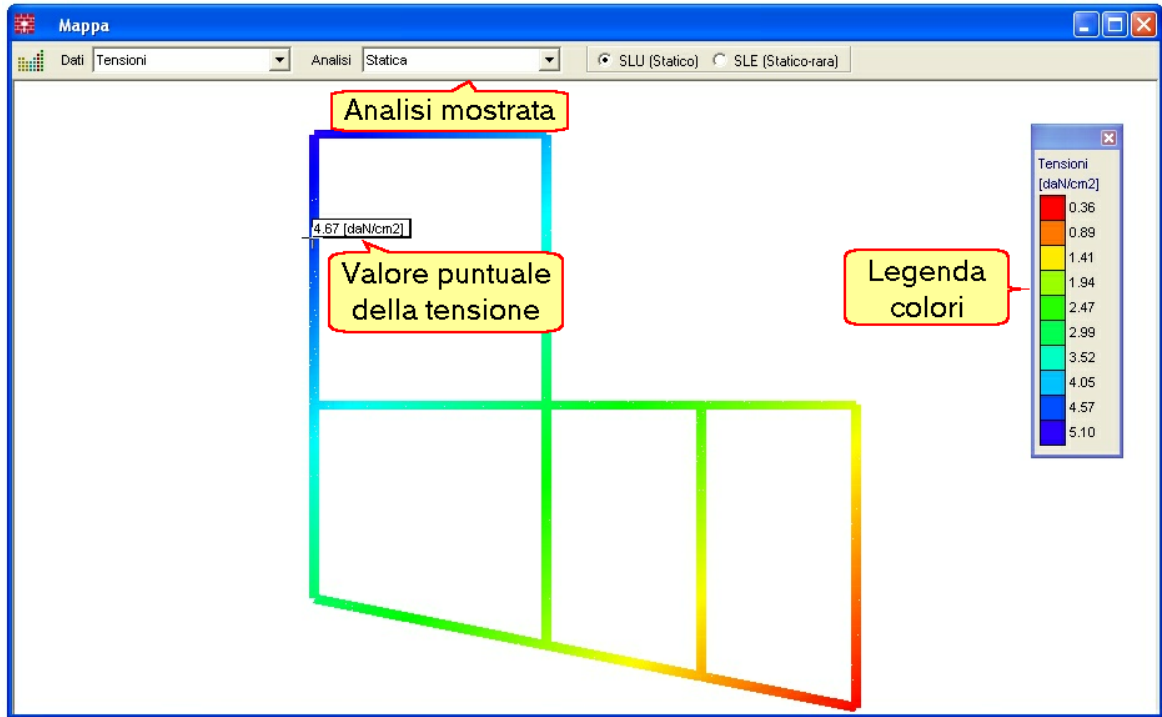 Mappa
Dati Tensioni Analisi Statica SLU (Statico) SLE (Statico-rara)
Analisi mostrata
4.67 [daN/cm2]
Valore puntuale
della tensione
Legenda
colori
Tensioni
[daN/cm2]
0.36
0.89
1.41
1.94
2.47
2.99
3.52
4.05
4.57
5.10